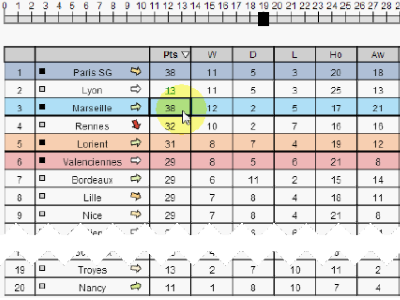 0 1 2 3 4 5 6 7 8 9 10 11 12 13 14 15 16 17 18 19 20 21 22 23 24 25 26 27 28
Pts W D L Ho Aw
1 Paris SG 38 11 5 3 20 18
2 Lyon 13 11 5 3 25 13
3 Marseille 38 12 2 5 17 21
4 Rennes 32 10 2 7 16 16
5 Lorient 31 8 7 4 19 12
6 Valenciennes 29 8 5 6 21 8
7 Bordeaux 29 6 11 2 15 14
8 Lille 29 7 8 4 18 11
9 Nice 29 7 8 4 21 8
19 Troyes 13 2 7 10 11 2
20 Nancy 11 1 8 10 7 4